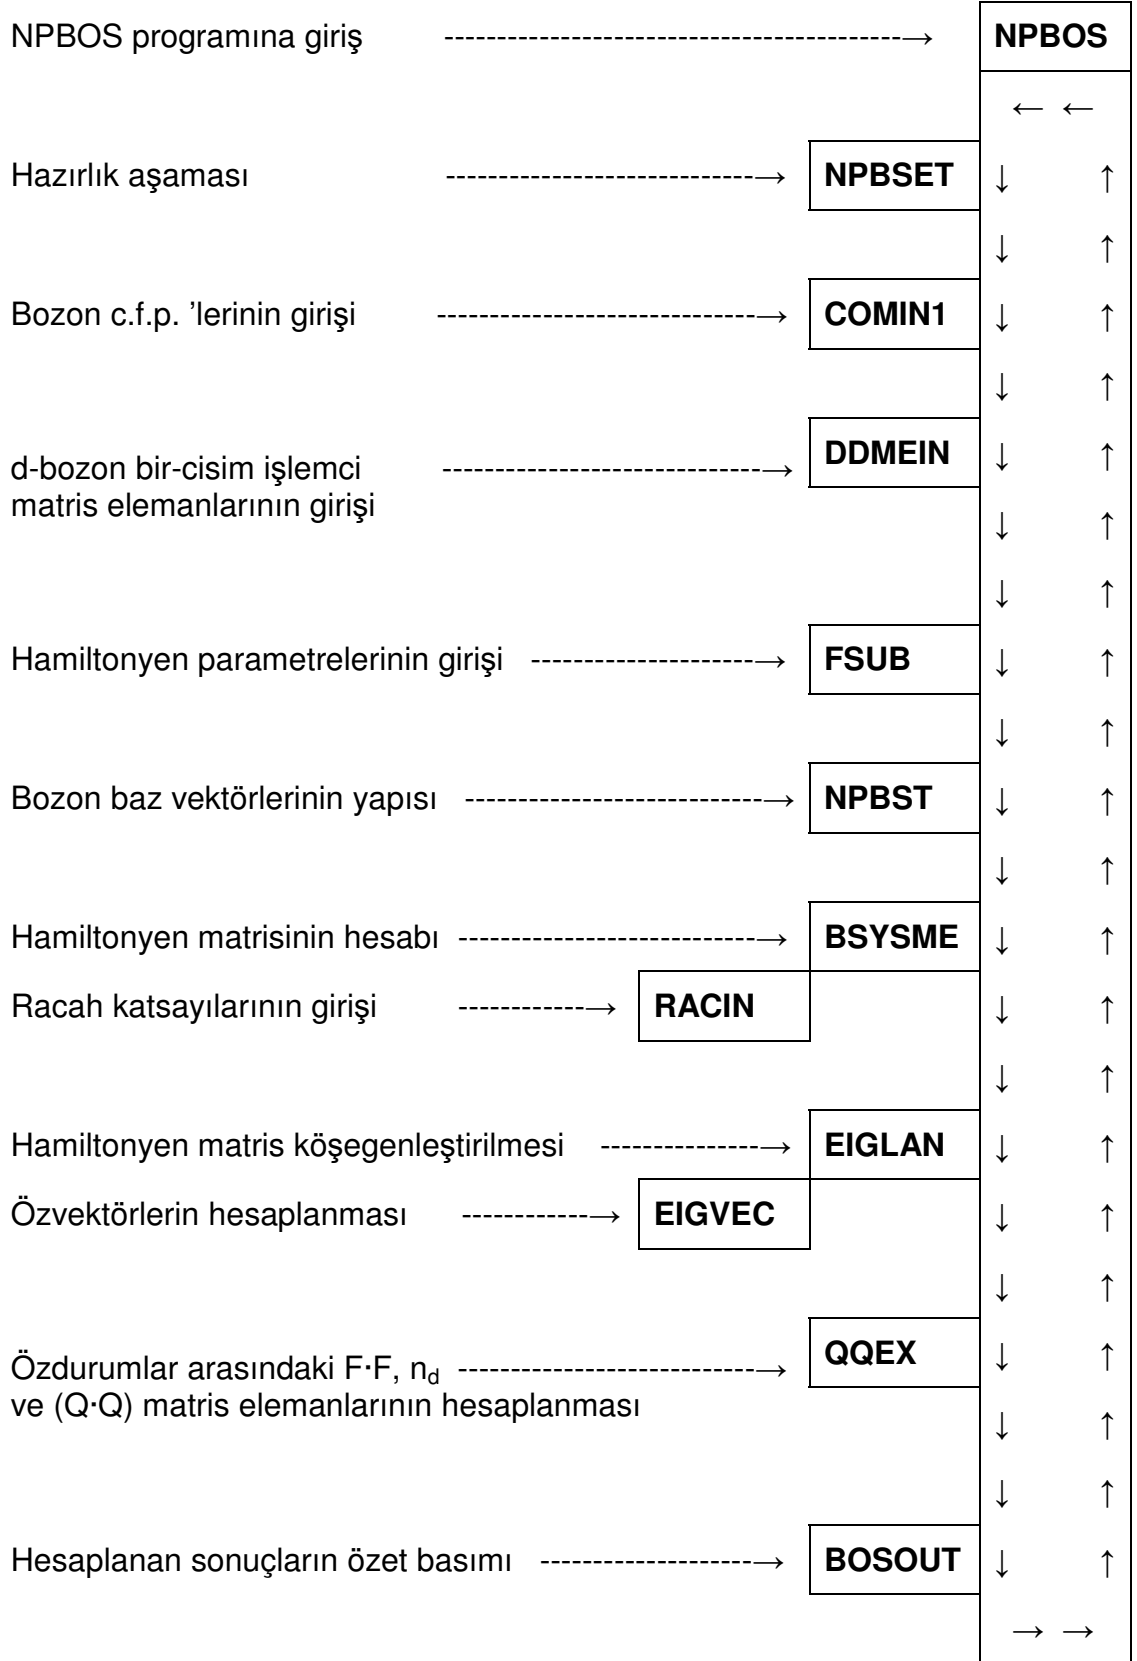 NPBOS programına giriş ----------------------------------------→ NPBOS
← ←
Hazırlık aşaması ----------------------------→ NPBSET ↓ ↑
↓ ↑
Bozon c.f.p. ’lerinin girişi -----------------------------→ COMIN1 ↓ ↑
↓ ↑
d-bozon bir-cisim işlemci -----------------------------→ DDMEIN ↓ ↑
matris elemanlarının girişi ↓ ↑
↓ ↑
Hamiltonyen parametrelerinin girişi ---------------------→ FSUB ↓ ↑
↓ ↑
Bozon baz vektörlerinin yapısı ---------------------------→ NPBST ↓ ↑
↓ ↑
Hamiltonyen matrisinin hesabı ---------------------------→ BSYSME ↓ ↑
Racah katsayılarının girişi ------------→ RACIN ↓ ↑
↓ ↑
Hamiltonyen matris köşegenleştirilmesi ---------------→ EIGLAN ↓ ↑
Özvektörlerin hesaplanması ------------→ EIGVEC ↓ ↑
↓ ↑
Özdurumlar arasındaki F·F, n_d ---------------------------→ QQEX ↓ ↑
ve (Q·Q) matris elemanlarının hesaplanması ↓ ↑
↓ ↑
Hesaplanan sonuçların özet basımı -------------------→ BOSOUT ↓ ↑
→ →